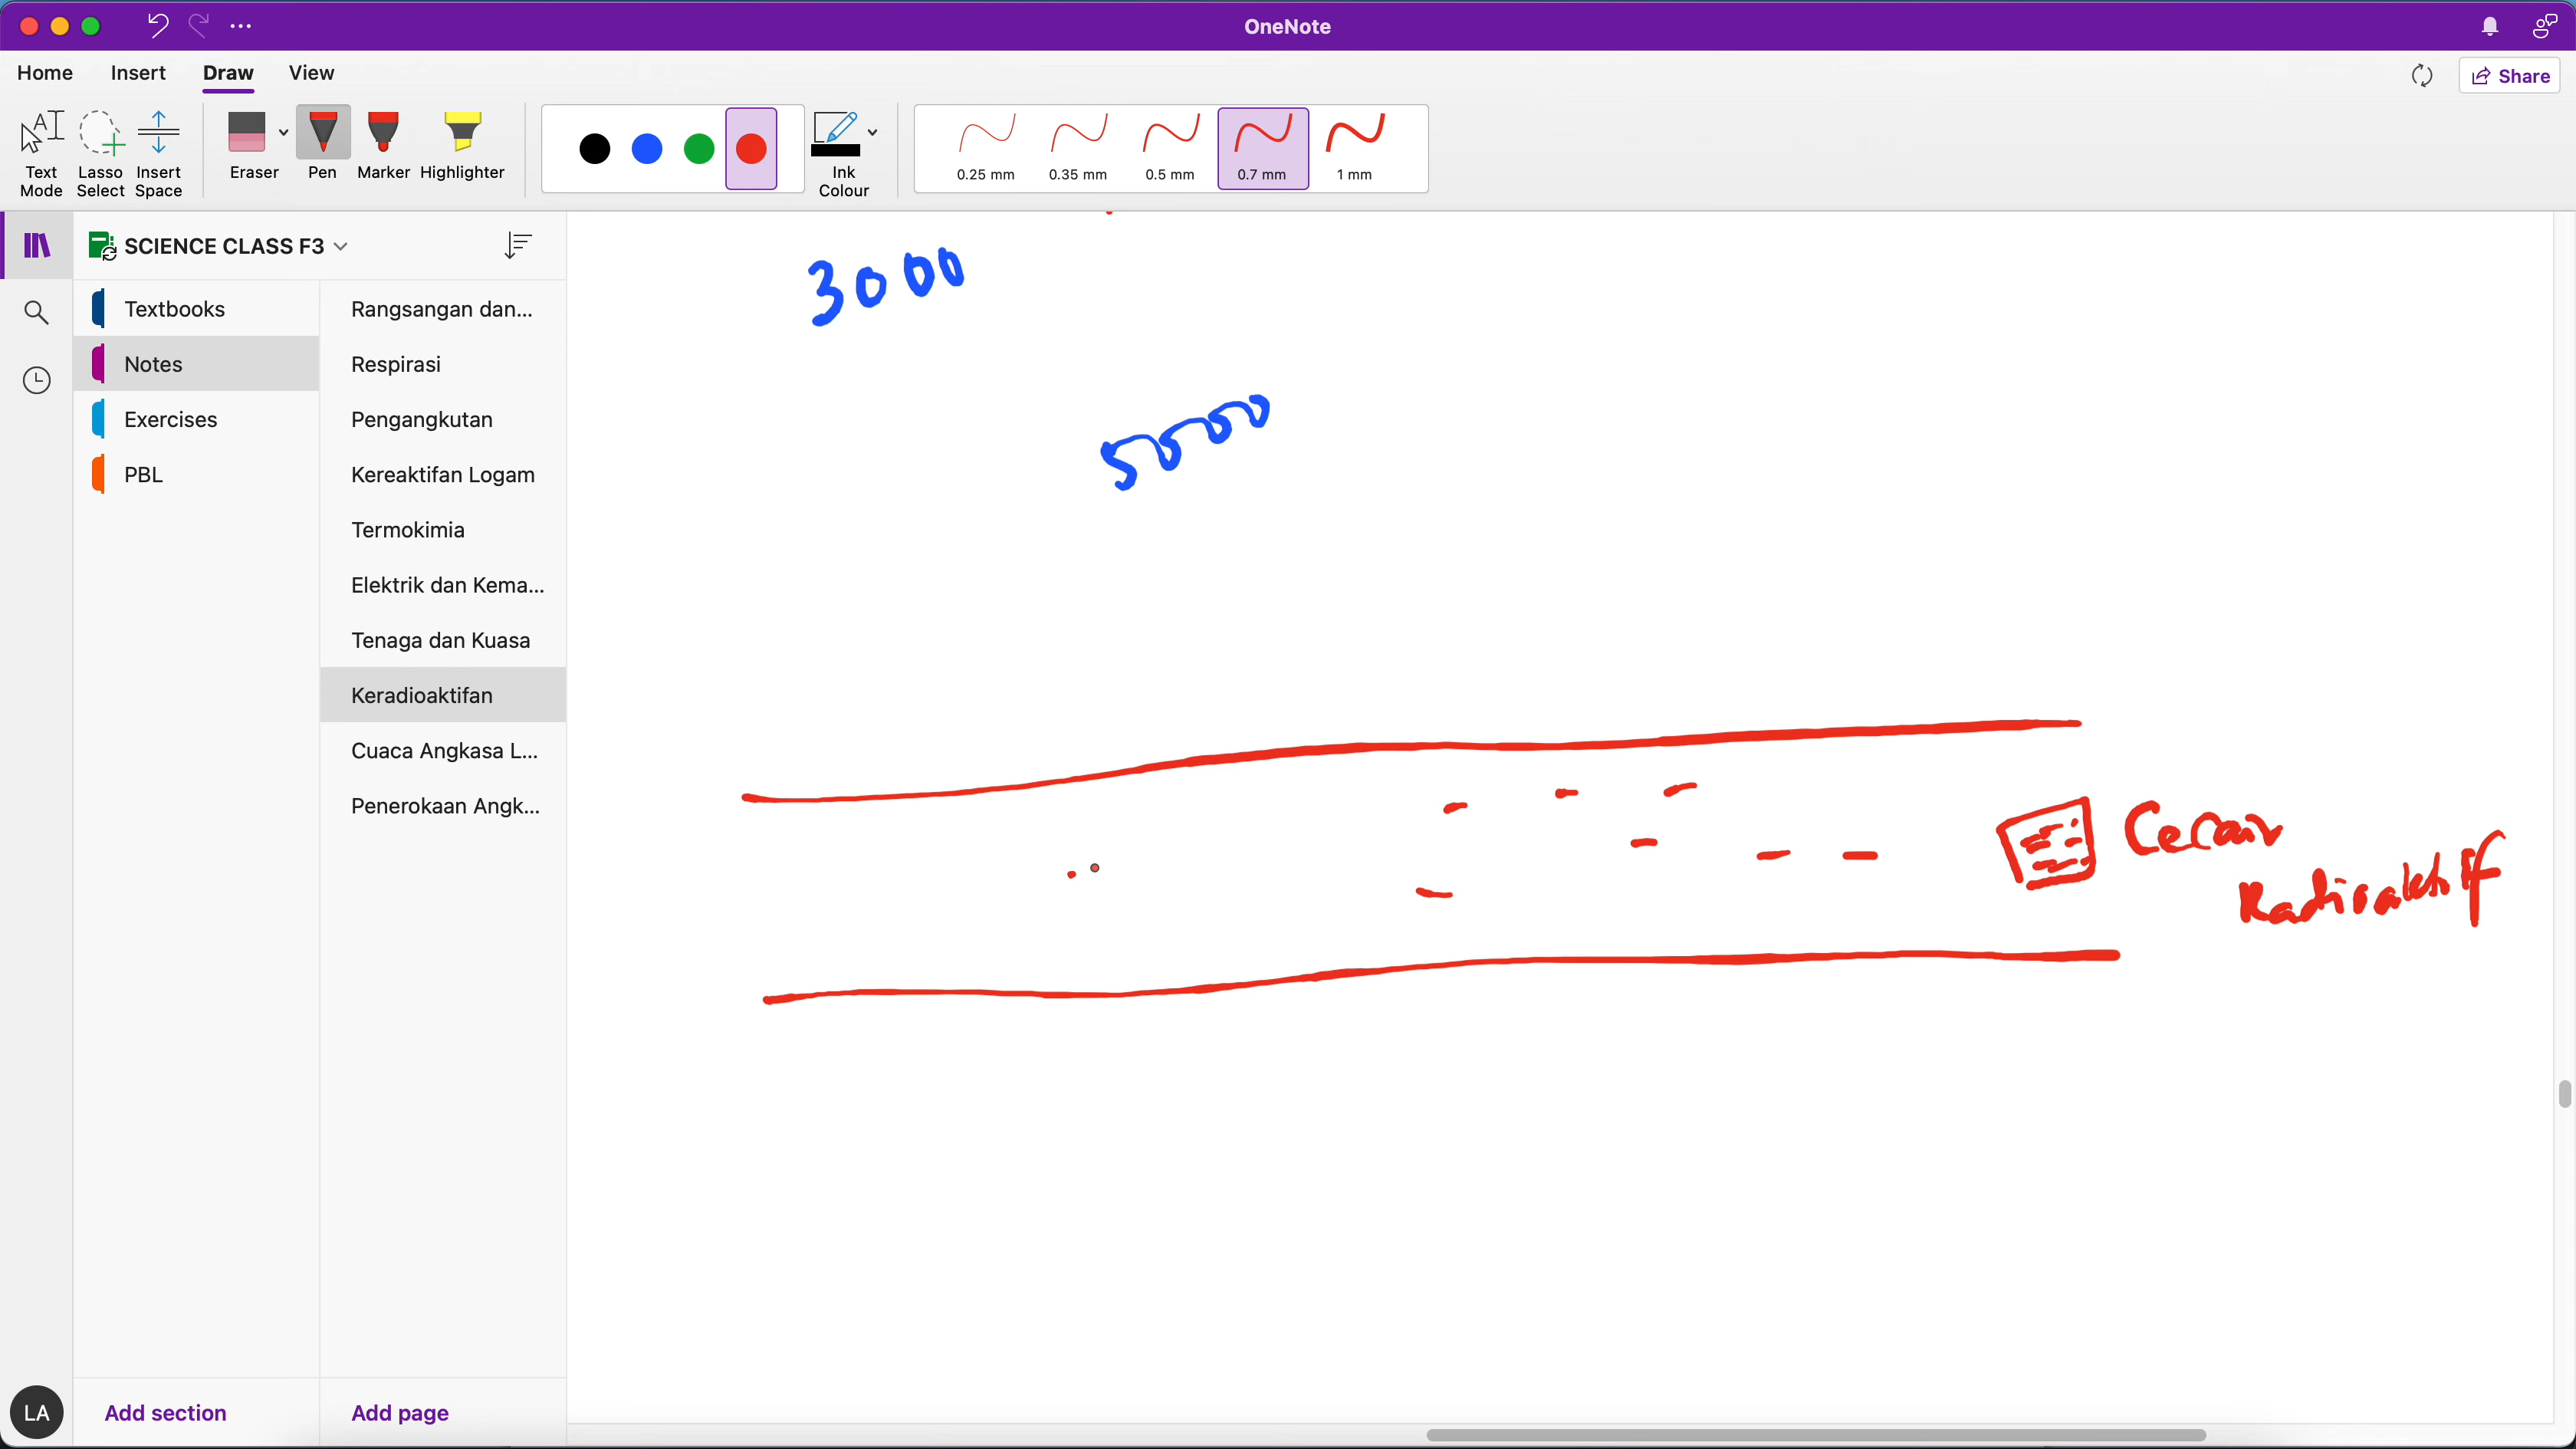 OneNote
Home Insert Draw View
Share
Text Mode
Lasso Select
Insert Space
Eraser
Pen
Marker
Highlighter
Ink Colour
0.25 mm
0.35 mm
0.5 mm
0.7 mm
1 mm
SCIENCE CLASS F3
Textbooks
Notes
Exercises
PBL
Rangsangan dan...
Respirasi
Pengangkutan
Kereaktifan Logam
Termokimia
Elektrik dan Kema...
Tenaga dan Kuasa
Keradioaktifan
Cuaca Angkasa L...
Penerokaan Angk...
3000
5000
Cecair
Radioaktif
LA
Add section
Add page